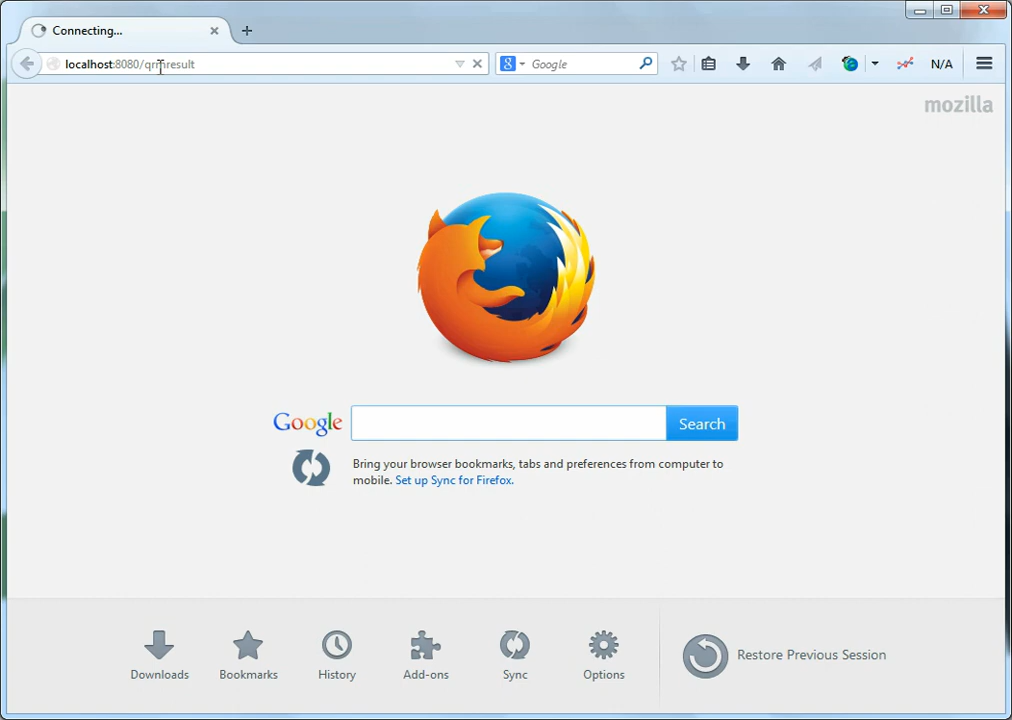 Connecting...
localhost:8080/qrmresult
Google
N/A
mozilla
Google
Search
Bring your browser bookmarks, tabs and preferences from computer to
mobile. Set up Sync for Firefox.
Downloads
Bookmarks
History
Add-ons
Sync
Options
Restore Previous Session